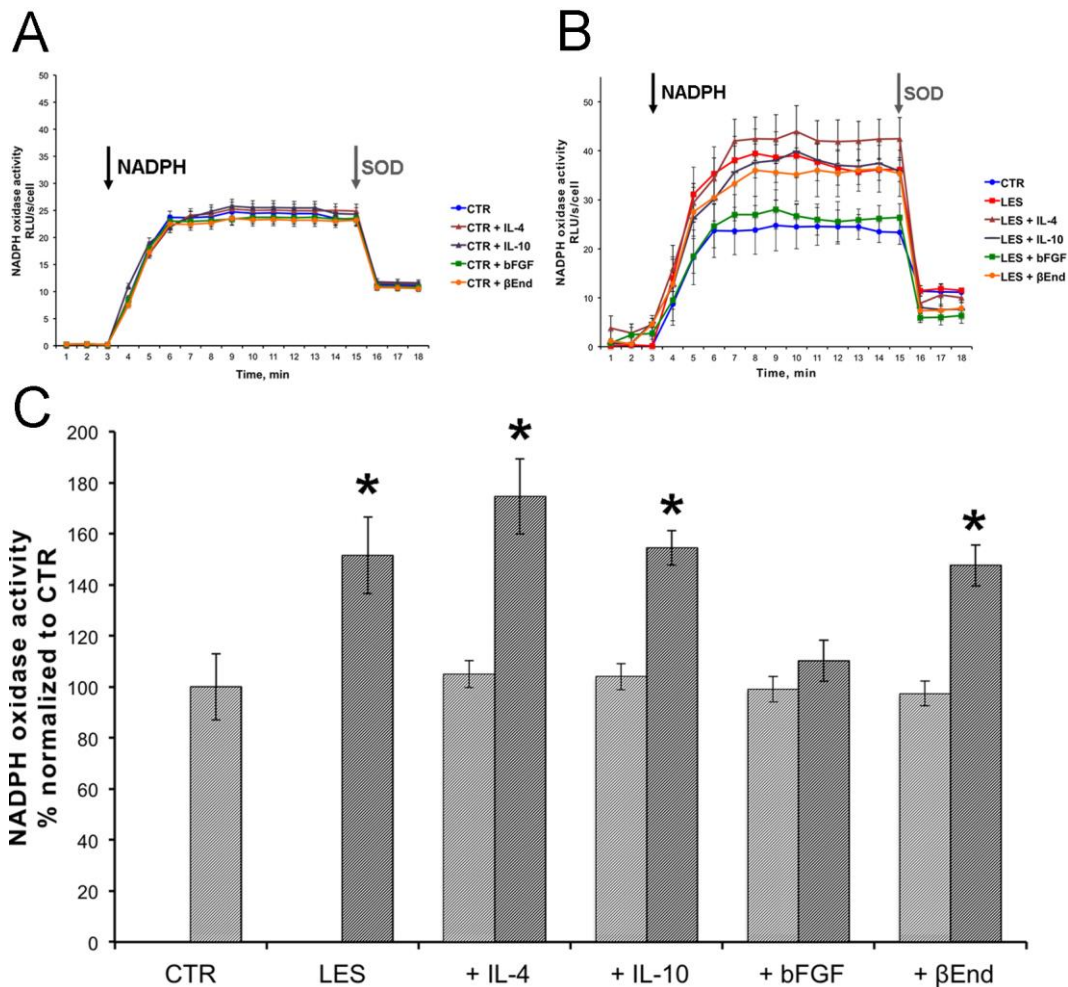 A
NADPH oxidase activity
RLU/s/cell
50
45
40
35
30
25
20
15
10
5
0
NADPH
SOD
CTR
CTR + IL-4
CTR + IL-10
CTR + bFGF
CTR + βEnd
1 2 3 4 5 6 7 8 9 10 11 12 13 14 15 16 17 18
Time, min
B
NADPH oxidase activity
RLU/s/cell
50
40
30
20
10
0
NADPH
SOD
CTR
LES
LES + IL-4
LES + IL-10
LES + bFGF
LES + βEnd
1 2 3 4 5 6 7 8 9 10 11 12 13 14 15 16 17 18
Time, min
C
NADPH oxidase activity
% normalized to CTR
200
180
160
140
120
100
80
60
40
20
0
* * * *
CTR LES + IL-4 + IL-10 + bFGF + βEnd